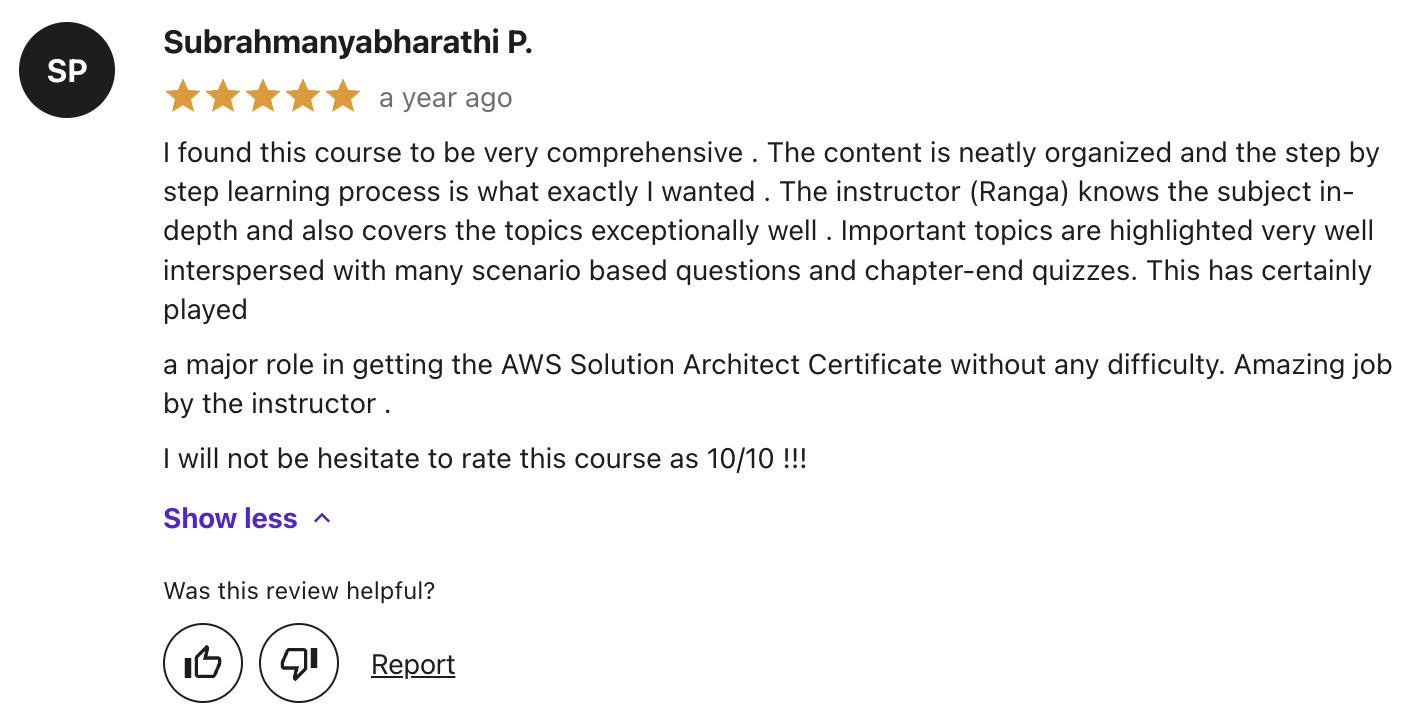 SP
Subrahmanyabharathi P.
a year ago
I found this course to be very comprehensive . The content is neatly organized and the step by
step learning process is what exactly I wanted . The instructor (Ranga) knows the subject in-
depth and also covers the topics exceptionally well . Important topics are highlighted very well
interspersed with many scenario based questions and chapter-end quizzes. This has certainly
played
a major role in getting the AWS Solution Architect Certificate without any difficulty. Amazing job
by the instructor .
I will not be hesitate to rate this course as 10/10 !!!
Show less
Was this review helpful?
Report